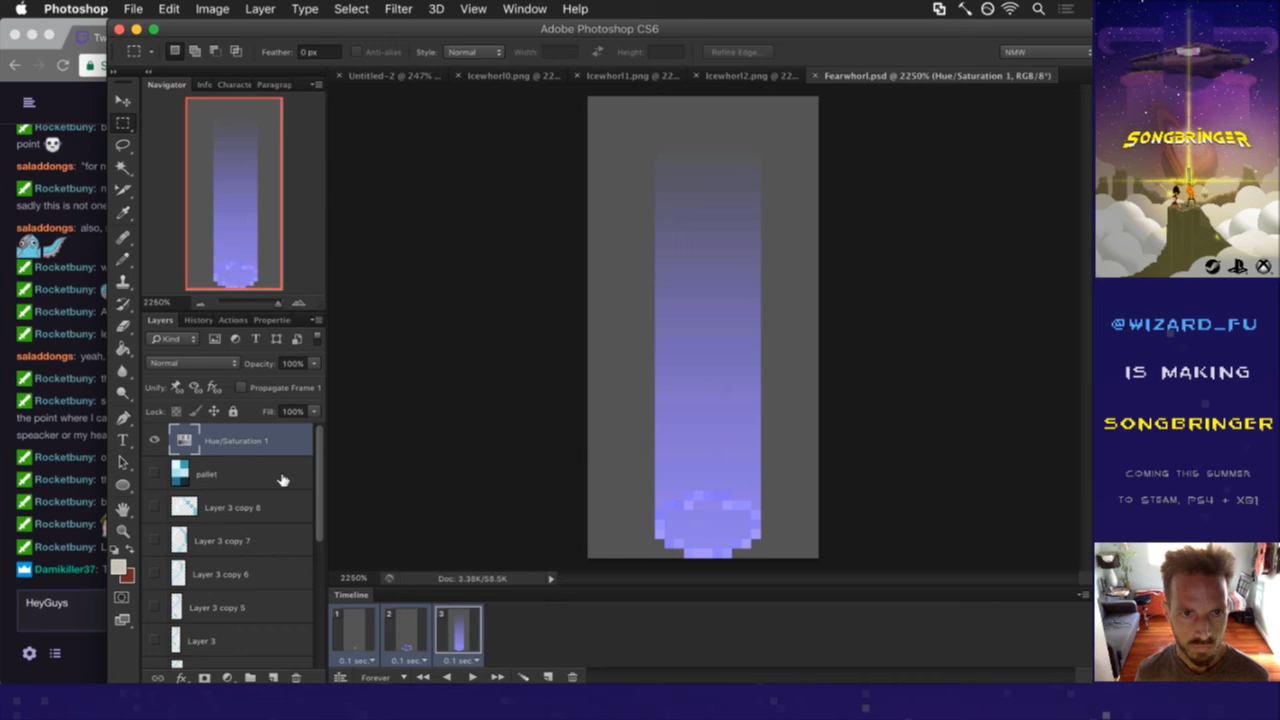 Photoshop File Edit Image Layer Type Select Filter 3D View Window Help
Adobe Photoshop CS6
Feather: 0 px Anti-alias Style: Normal Width: Height: Refine Edge... NMW
Untitled-2 @ 247% ... Icewhorl0.png @ 22... Icewhorl1.png @ 22... Icewhorl2.png @ 22... Fearwhorl.psd @ 2250% (Hue/Saturation 1, RGB/8*)
Navigator Info Characte Paragrap
2250%
Layers History Actions Propertie
Kind
Normal Opacity: 100%
Unify: Propagate Frame 1
Lock: Fill: 100%
Hue/Saturation 1
pallet
Layer 3 copy 8
Layer 3 copy 7
Layer 3 copy 6
Layer 3 copy 5
Layer 3
2250% Doc: 3.38K/58.5K
Timeline
1 2 3
0.1 sec. 0.1 sec. 0.1 sec.
Forever
Tw
S
Rocketbuny: b
point
saladdongs: "for m
Rocketbuny: n
sadly this is not one
saladdongs: also,
Rocketbuny: w
Rocketbuny:
Rocketbuny: A
Rocketbuny: le
saladdongs: yeah,
Rocketbuny: th
Rocketbuny: s
the point where I ca
speacker or my hea
Rocketbuny: o
Rocketbuny: th
Rocketbuny: b
Rocketbuny:
Rocketbuny: L
Damikiller37: T
HeyGuys
SONGBRINGER
@WIZARD_FU
IS MAKING
SONGBRINGER
COMING THIS SUMMER
TO STEAM, PS4 + XB1